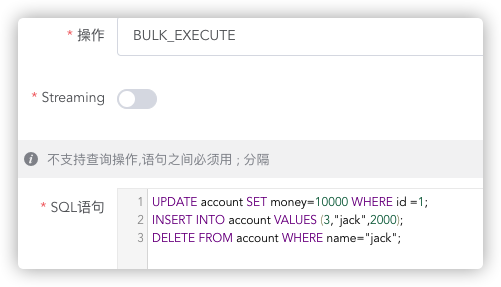 * 操作 BULK_EXECUTE
* Streaming
i 不支持查询操作,语句之间必须用 ; 分隔
* SQL语句
1 UPDATE account SET money=10000 WHERE id =1;
2 INSERT INTO account VALUES (3,"jack",2000);
3 DELETE FROM account WHERE name="jack";